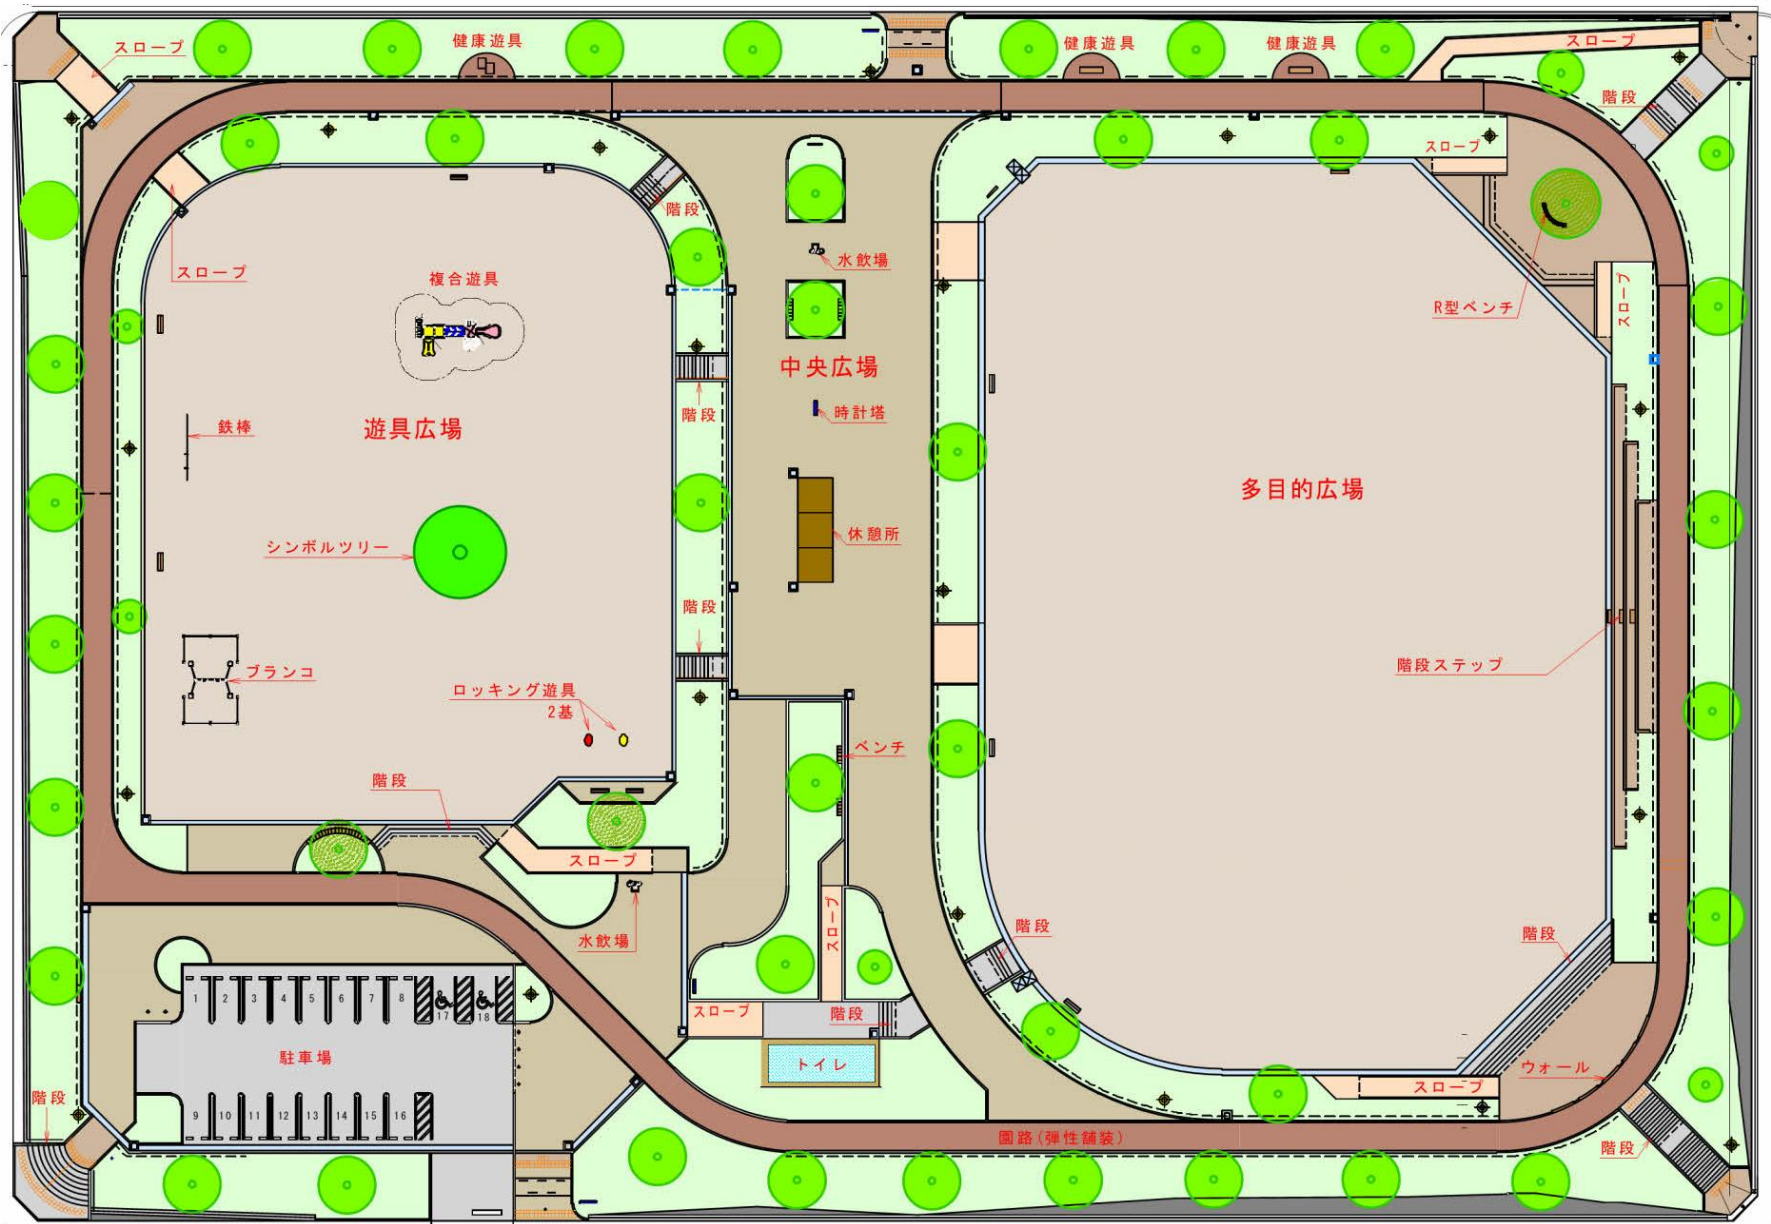 スロープ
健康遊具
健康遊具
健康遊具
スロープ
階段
スロープ
階段
スロープ
複合遊具
水飲場
R型ベンチ
スロープ
中央広場
階段
時計塔
鉄棒
遊具広場
多目的広場
シンボルツリー
休憩所
階段
ブランコ
ロッキング遊具
2基
階段ステップ
ベンチ
階段
スロープ
水飲場
スロープ
階段
階段
1 2 3 4 5 6 7 8 17 18
スロープ
階段
駐車場
トイレ
ウォール
スロープ
階段
9 10 11 12 13 14 15 16
園路(弾性舗装)
階段